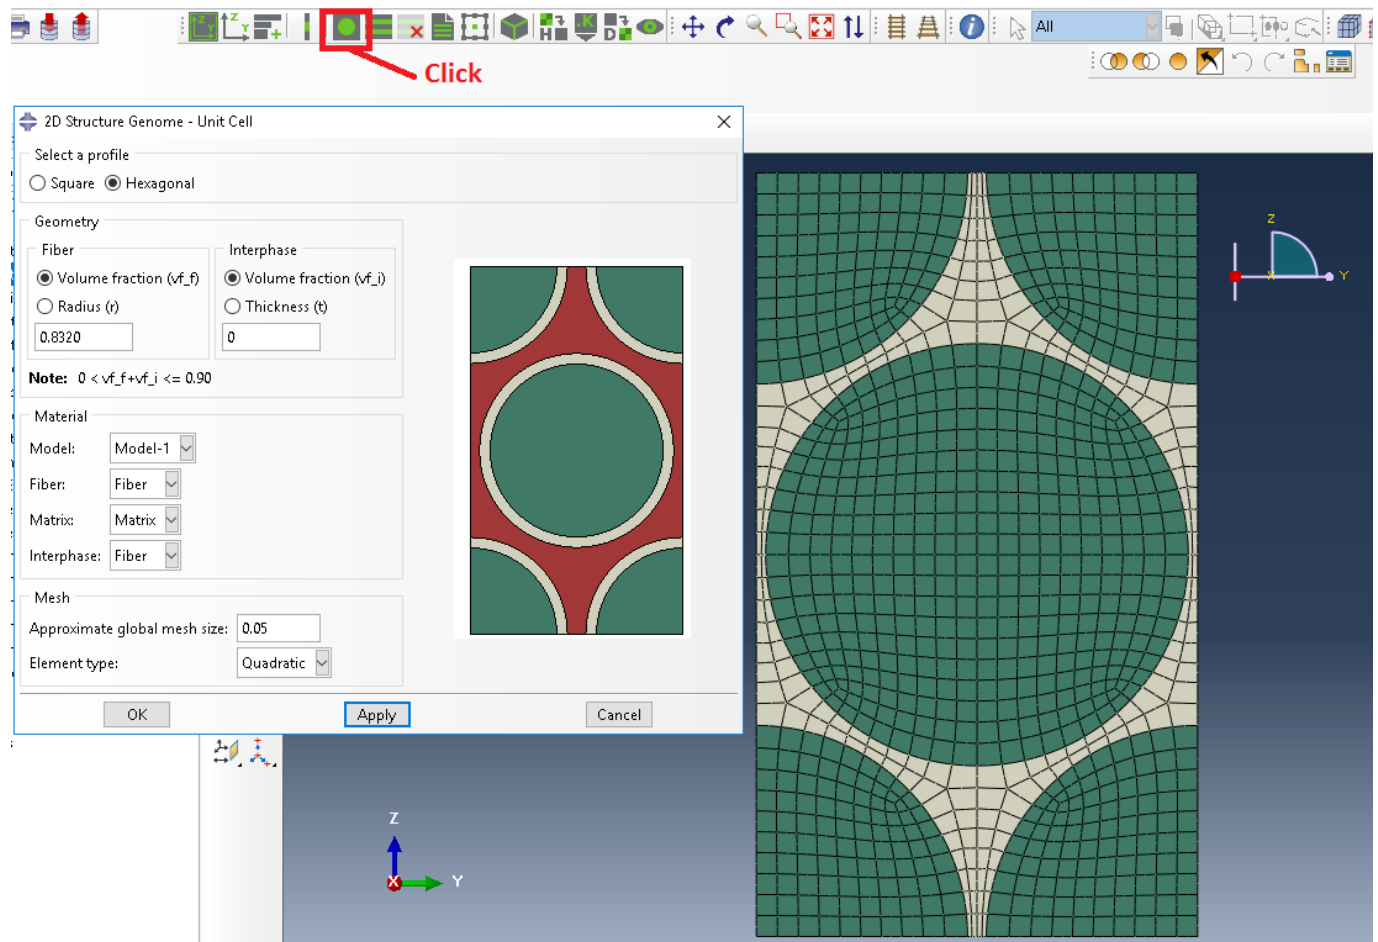 All
Click
2D Structure Genome - Unit Cell
Select a profile
Square Hexagonal
Geometry
Fiber Interphase
Volume fraction (vf_f) Volume fraction (vf_i)
Radius (r) Thickness (t)
0.8320 0
Note: 0 < vf_f+vf_i <= 0.90
Material
Model: Model-1
Fiber: Fiber
Matrix: Matrix
Interphase: Fiber
Mesh
Approximate global mesh size: 0.05
Element type: Quadratic
OK Apply Cancel
Z
X Y
Z
X Y